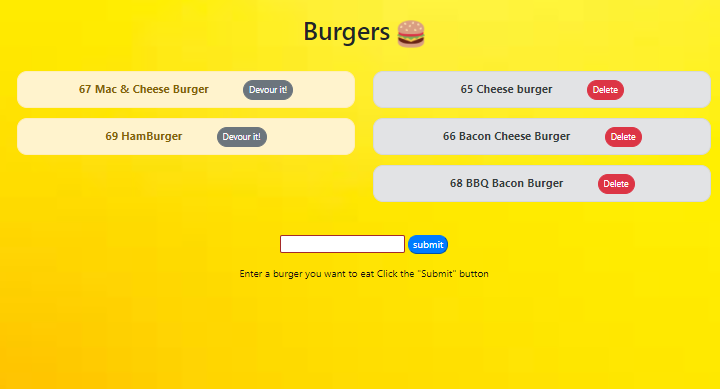 Burgers 🍔
67 Mac & Cheese Burger Devour it!
65 Cheese burger Delete
69 HamBurger Devour it!
66 Bacon Cheese Burger Delete
68 BBQ Bacon Burger Delete
submit
Enter a burger you want to eat Click the "Submit" button